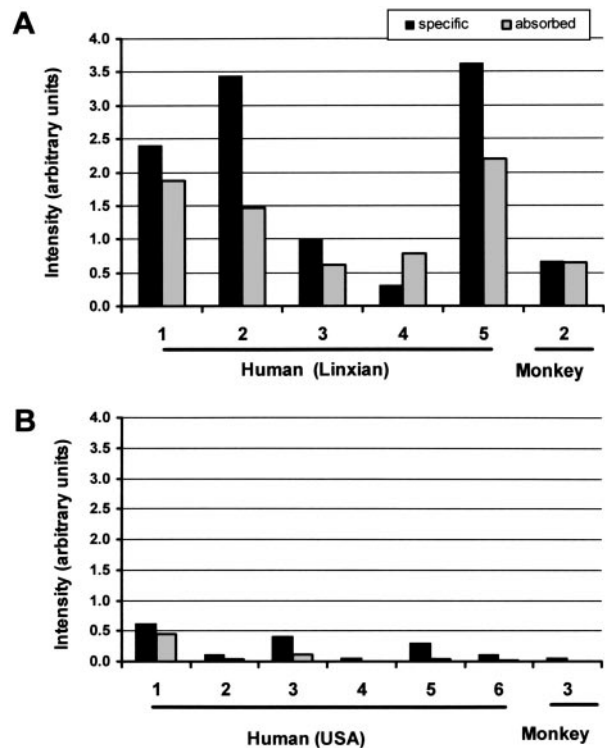 A
specific absorbed
Intensity (arbitrary units)
4.0
3.5
3.0
2.5
2.0
1.5
1.0
0.5
0.0
1 2 3 4 5 2
Human (Linxian) Monkey
B
Intensity (arbitrary units)
4.0
3.5
3.0
2.5
2.0
1.5
1.0
0.5
0.0
1 2 3 4 5 6 3
Human (USA) Monkey